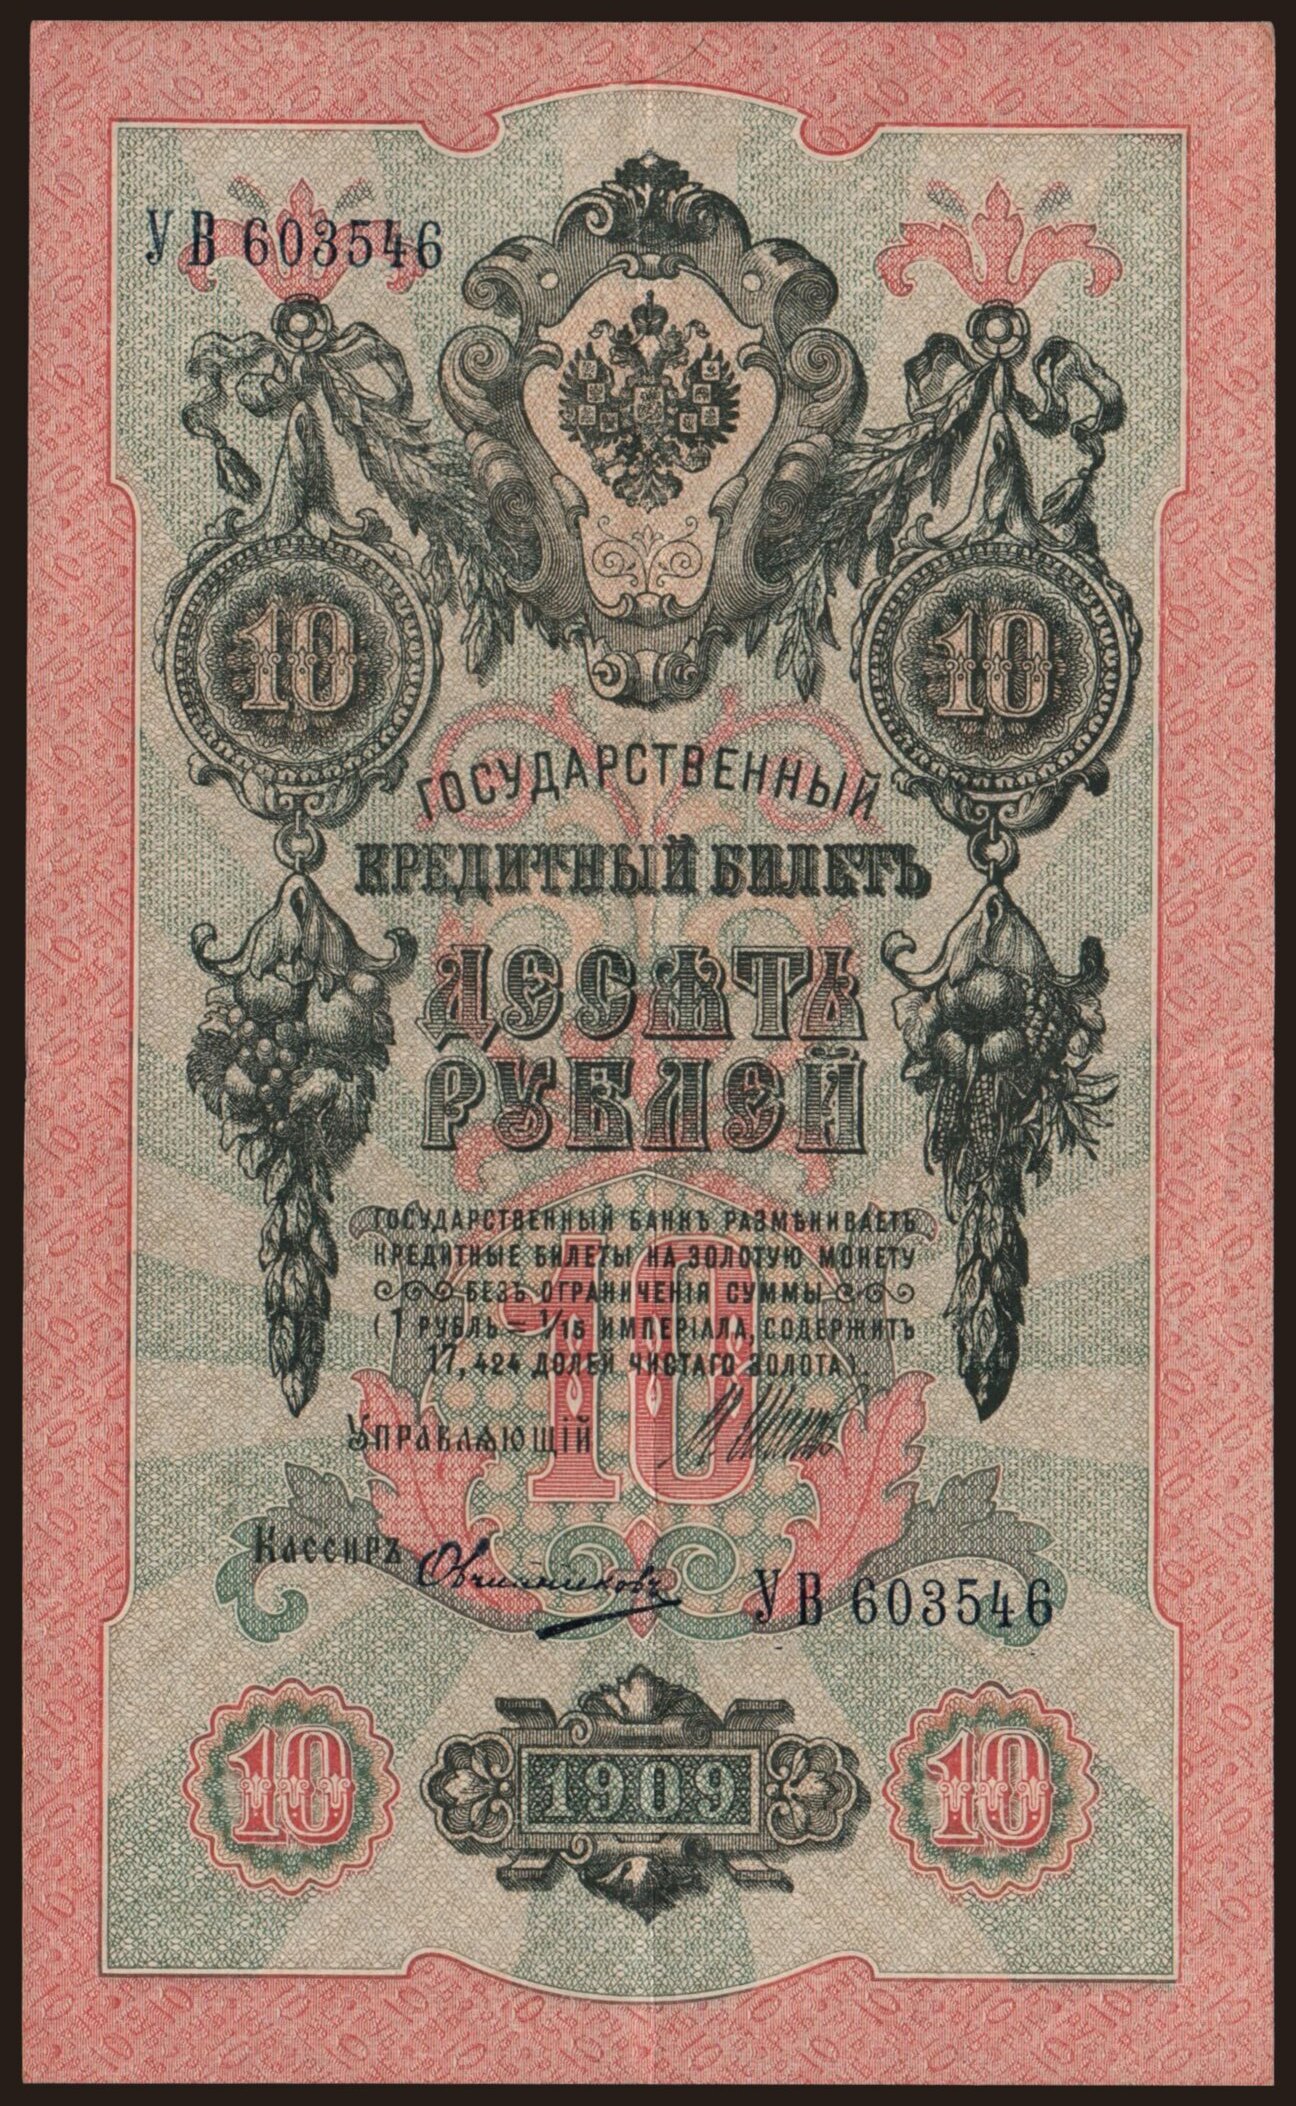 УВ 603546
10 10
ГОСУДАРСТВЕННЫЙ
КРЕДИТНЫЙ БИЛЕТЪ
ДЕСѦТЬ
РУБЛЕЙ
ГОСУДАРСТВЕННЫЙ БАНКЪ РАЗМѢНИВАЕТЪ
КРЕДИТНЫЕ БИЛЕТЫ НА ЗОЛОТУЮ МОНЕТУ
БЕЗЪ ОГРАНИЧЕНІЯ СУММЫ
(1 РУБЛЬ = 1/15 ИМПЕРІАЛА, СОДЕРЖИТЪ
17,424 ДОЛЕЙ ЧИСТАГО ЗОЛОТА)
10
УПРАВЛѦЮЩІЙ
КАССИРЪ Овчинниковъ
УВ 603546
10 1909 10